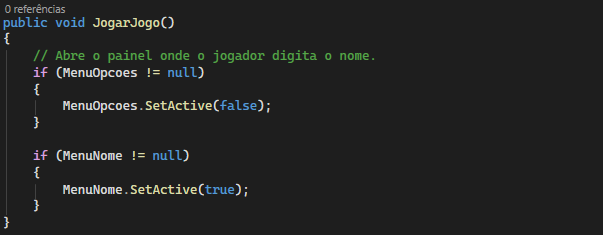 0 referências
public void JogarJogo()
{
    // Abre o painel onde o jogador digita o nome.
    if (MenuOpcoes != null)
    {
        MenuOpcoes.SetActive(false);
    }

    if (MenuNome != null)
    {
        MenuNome.SetActive(true);
    }
}